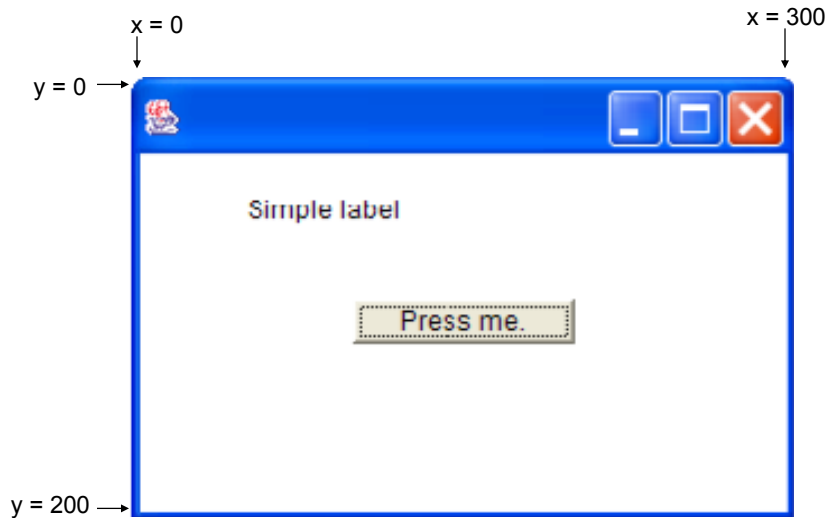 x = 0
x = 300
y = 0
Simple label
Press me.
y = 200